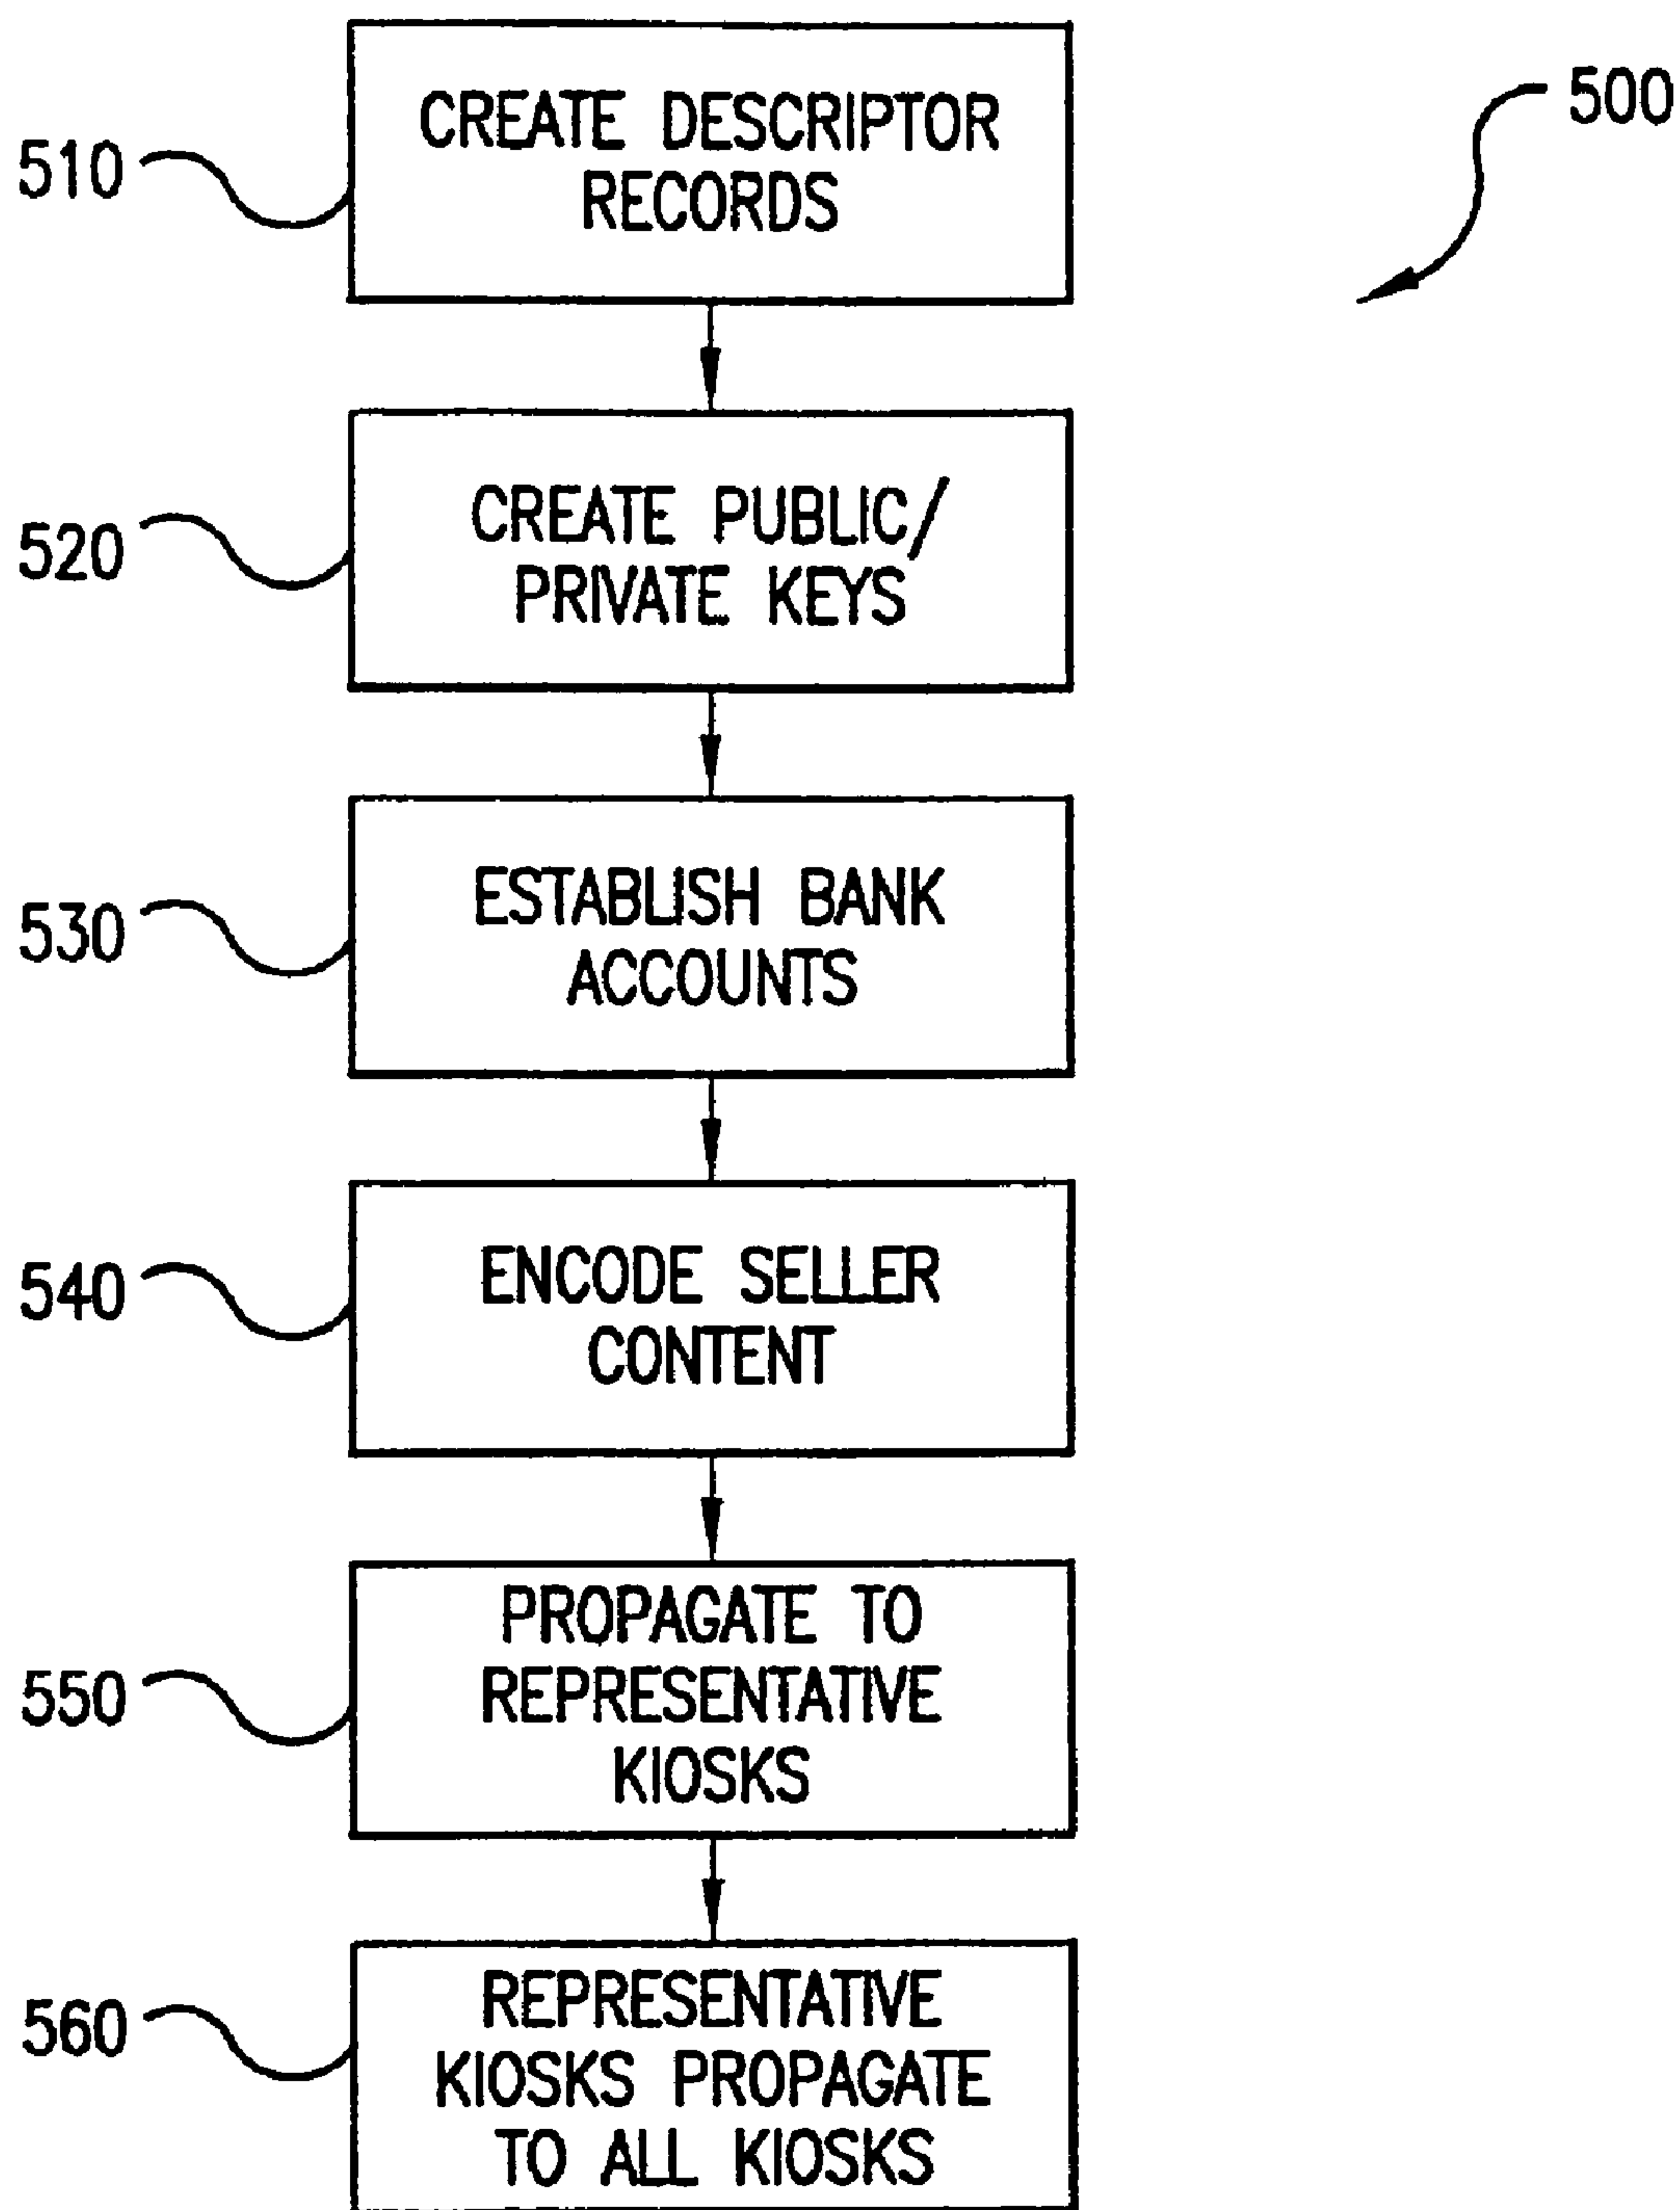 500
510
CREATE DESCRIPTOR
RECORDS
520
CREATE PUBLIC/
PRIVATE KEYS
530
ESTABLISH BANK
ACCOUNTS
540
ENCODE SELLER
CONTENT
550
PROPAGATE TO
REPRESENTATIVE
KIOSKS
560
REPRESENTATIVE
KIOSKS PROPAGATE
TO ALL KIOSKS